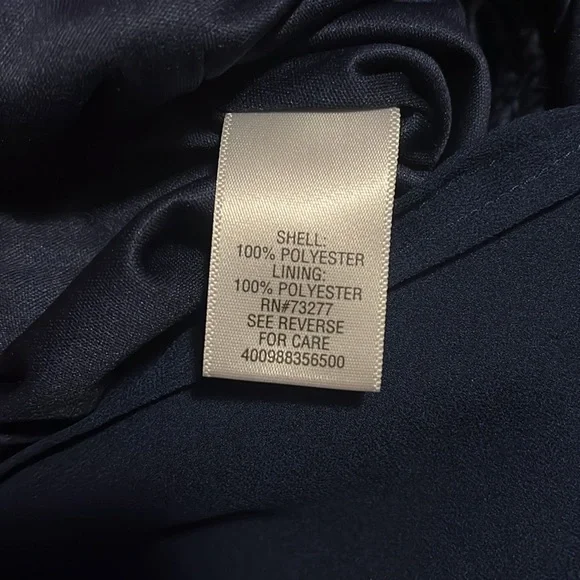 SHELL:
100% POLYESTER
LINING:
100% POLYESTER
RN#73277
SEE REVERSE
FOR CARE
400988356500